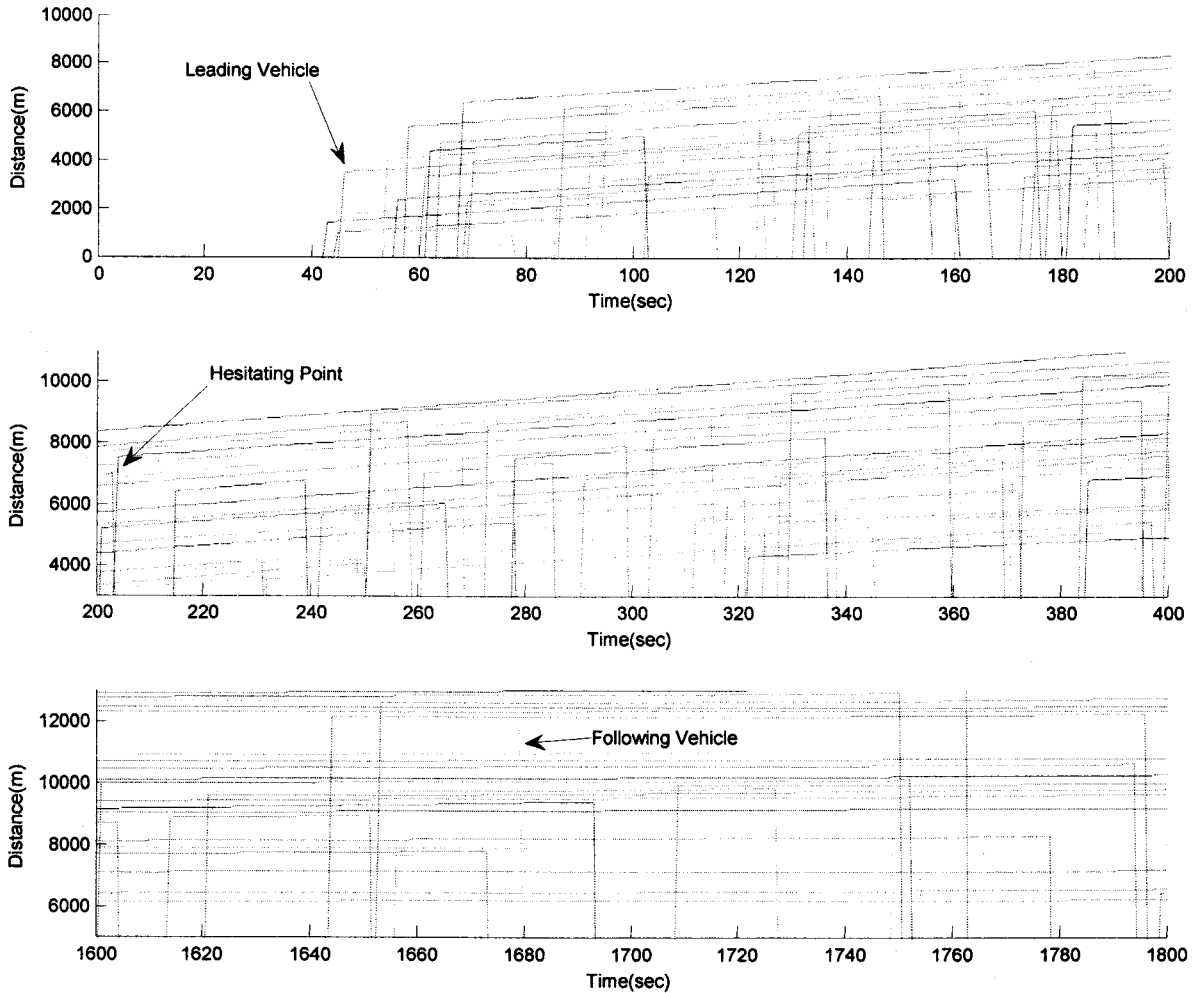 10000
8000
6000
4000
2000
0
Distance(m)
Leading Vehicle
0 20 40 60 80 100 120 140 160 180 200
Time(sec)
10000
8000
6000
4000
Distance(m)
Hesitating Point
200 220 240 260 280 300 320 340 360 380 400
Time(sec)
12000
10000
8000
6000
Distance(m)
Following Vehicle
1600 1620 1640 1660 1680 1700 1720 1740 1760 1780 1800
Time(sec)